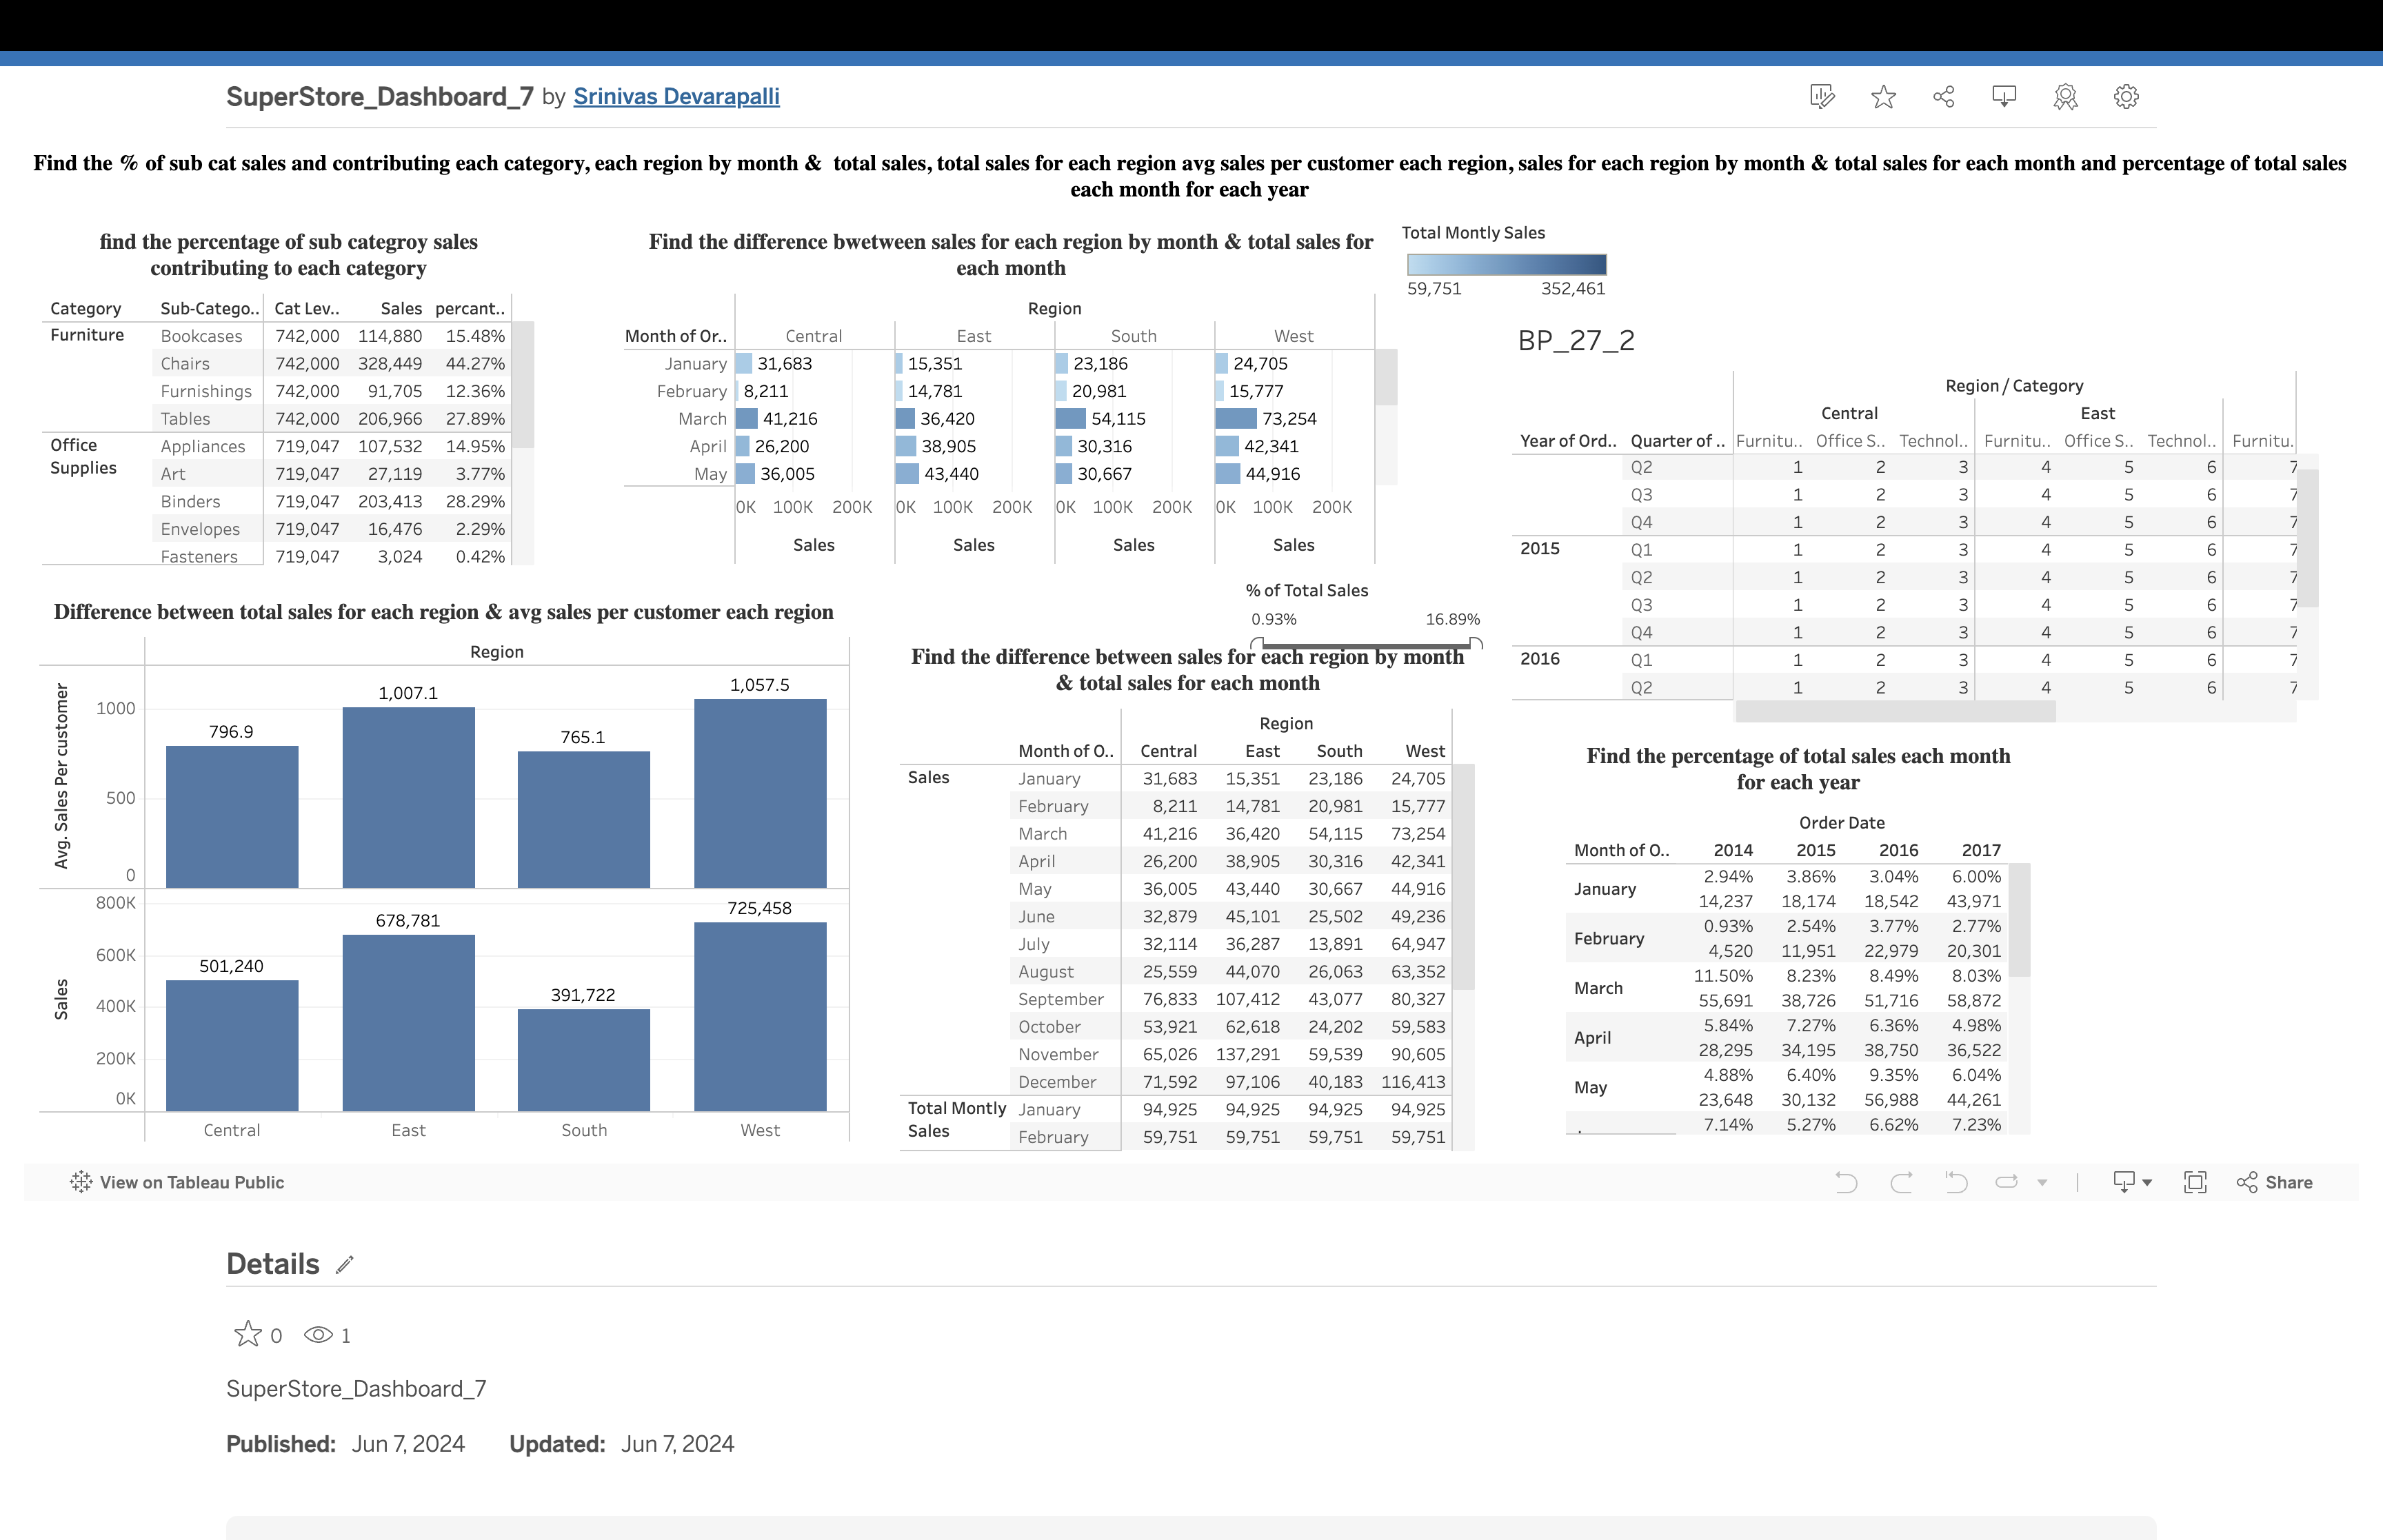 SuperStore_Dashboard_7 by Srinivas Devarapalli
Find the % of sub cat sales and contributing each category, each region by month & total sales, total sales for each region avg sales per customer each region, sales for each region by month & total sales for each month and percentage of total sales
each month for each year
find the percentage of sub categroy sales
contributing to each category
Category Sub-Catego.. Cat Lev.. Sales percant..
Furniture Bookcases 742,000 114,880 15.48%
Chairs 742,000 328,449 44.27%
Furnishings 742,000 91,705 12.36%
Tables 742,000 206,966 27.89%
Office Supplies Appliances 719,047 107,532 14.95%
Art 719,047 27,119 3.77%
Binders 719,047 203,413 28.29%
Envelopes 719,047 16,476 2.29%
Fasteners 719,047 3,024 0.42%
Find the difference bwetween sales for each region by month & total sales for
each month
Region
Month of Or.. Central East South West
January 31,683 15,351 23,186 24,705
February 8,211 14,781 20,981 15,777
March 41,216 36,420 54,115 73,254
April 26,200 38,905 30,316 42,341
May 36,005 43,440 30,667 44,916
0K 100K 200K 0K 100K 200K 0K 100K 200K 0K 100K 200K
Sales Sales Sales Sales
Total Montly Sales
59,751 352,461
BP_27_2
Region / Category
Central East
Year of Ord.. Quarter of .. Furnitu.. Office S.. Technol.. Furnitu.. Office S.. Technol.. Furnitu.
Q2 1 2 3 4 5 6 7
Q3 1 2 3 4 5 6 7
Q4 1 2 3 4 5 6 7
2015 Q1 1 2 3 4 5 6 7
Q2 1 2 3 4 5 6 7
Q3 1 2 3 4 5 6 7
Q4 1 2 3 4 5 6 7
2016 Q1 1 2 3 4 5 6 7
Q2 1 2 3 4 5 6 7
Difference between total sales for each region & avg sales per customer each region
Region
Avg. Sales Per customer
1000
500
0
796.9 1,007.1 765.1 1,057.5
Sales
800K
600K
400K
200K
0K
501,240 678,781 391,722 725,458
Central East South West
% of Total Sales
0.93% 16.89%
Find the difference between sales for each region by month
& total sales for each month
Region
Month of O.. Central East South West
Sales January 31,683 15,351 23,186 24,705
February 8,211 14,781 20,981 15,777
March 41,216 36,420 54,115 73,254
April 26,200 38,905 30,316 42,341
May 36,005 43,440 30,667 44,916
June 32,879 45,101 25,502 49,236
July 32,114 36,287 13,891 64,947
August 25,559 44,070 26,063 63,352
September 76,833 107,412 43,077 80,327
October 53,921 62,618 24,202 59,583
November 65,026 137,291 59,539 90,605
December 71,592 97,106 40,183 116,413
Total Montly Sales January 94,925 94,925 94,925 94,925
February 59,751 59,751 59,751 59,751
Find the percentage of total sales each month
for each year
Order Date
Month of O.. 2014 2015 2016 2017
January 2.94% 3.86% 3.04% 6.00%
14,237 18,174 18,542 43,971
February 0.93% 2.54% 3.77% 2.77%
4,520 11,951 22,979 20,301
March 11.50% 8.23% 8.49% 8.03%
55,691 38,726 51,716 58,872
April 5.84% 7.27% 6.36% 4.98%
28,295 34,195 38,750 36,522
May 4.88% 6.40% 9.35% 6.04%
23,648 30,132 56,988 44,261
7.14% 5.27% 6.62% 7.23%
View on Tableau Public
Share
Details
0 1
SuperStore_Dashboard_7
Published: Jun 7, 2024 Updated: Jun 7, 2024